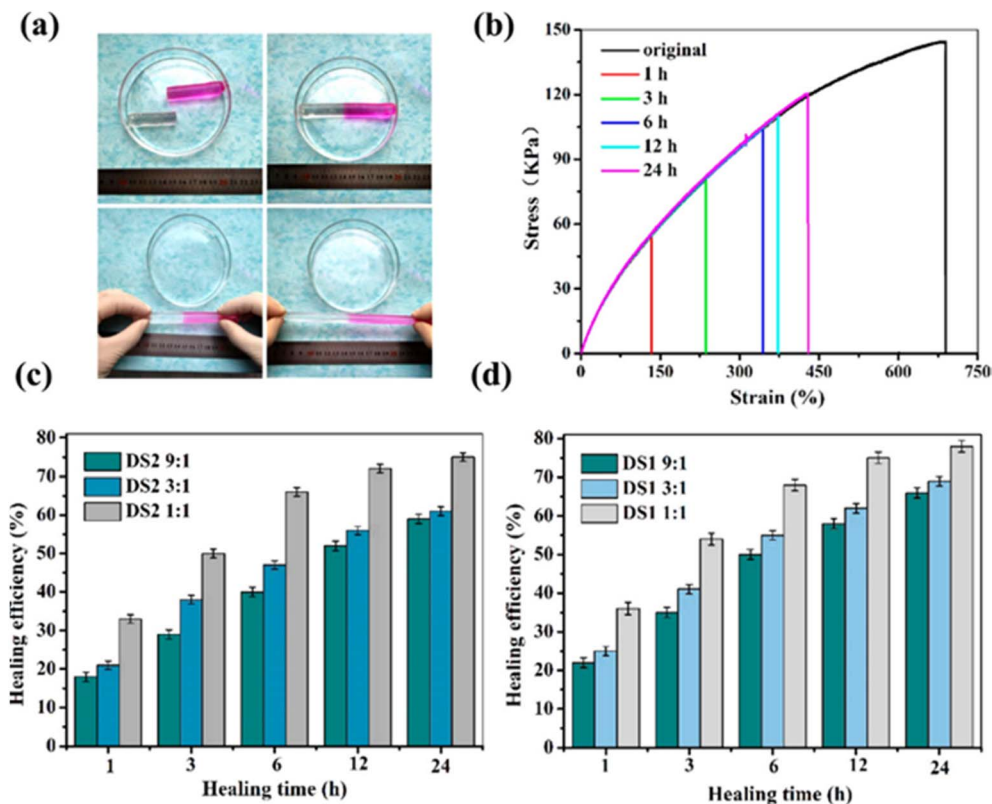 (a)
(b)
150
120
90
60
30
0
Stress (KPa)
original
1 h
3 h
6 h
12 h
24 h
0
150
300
450
600
750
Strain (%)
(c)
80
70
60
50
40
30
20
10
0
Healing efficiency (%)
DS2 9:1
DS2 3:1
DS2 1:1
1
3
6
12
24
Healing time (h)
(d)
80
70
60
50
40
30
20
10
0
Healing efficiency (%)
DS1 9:1
DS1 3:1
DS1 1:1
1
3
6
12
24
Healing time (h)